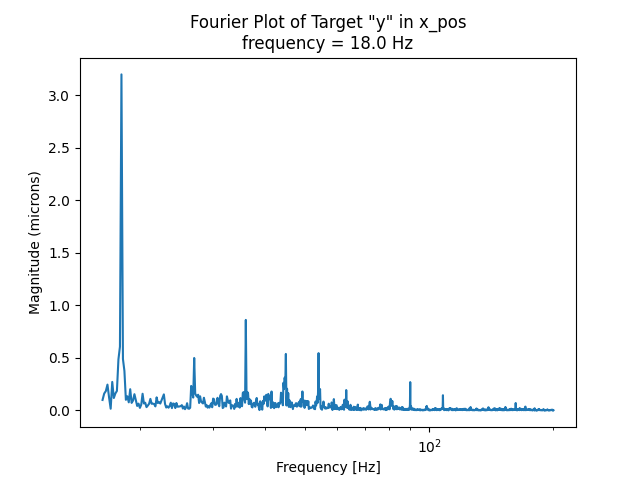 Fourier Plot of Target "y" in x_pos
frequency = 18.0 Hz
3.0
2.5
2.0
1.5
1.0
0.5
0.0
Magnitude (microns)
10²
Frequency [Hz]